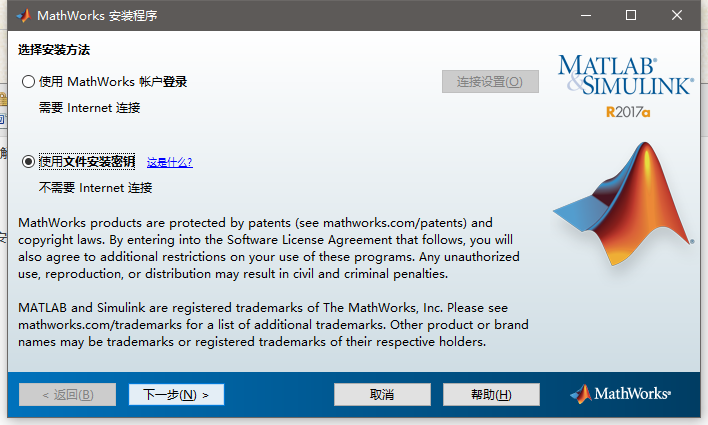 MathWorks 安装程序
选择安装方法
使用 MathWorks 帐户登录
连接设置(O)
需要 Internet 连接
使用文件安装密钥 这是什么?
不需要 Internet 连接
MATLAB®
&SIMULINK®
R2017a
MathWorks products are protected by patents (see mathworks.com/patents) and
copyright laws. By entering into the Software License Agreement that follows, you will
also agree to additional restrictions on your use of these programs. Any unauthorized
use, reproduction, or distribution may result in civil and criminal penalties.
MATLAB and Simulink are registered trademarks of The MathWorks, Inc. Please see
mathworks.com/trademarks for a list of additional trademarks. Other product or brand
names may be trademarks or registered trademarks of their respective holders.
< 返回(B)
下一步(N) >
取消
帮助(H)
MathWorks®